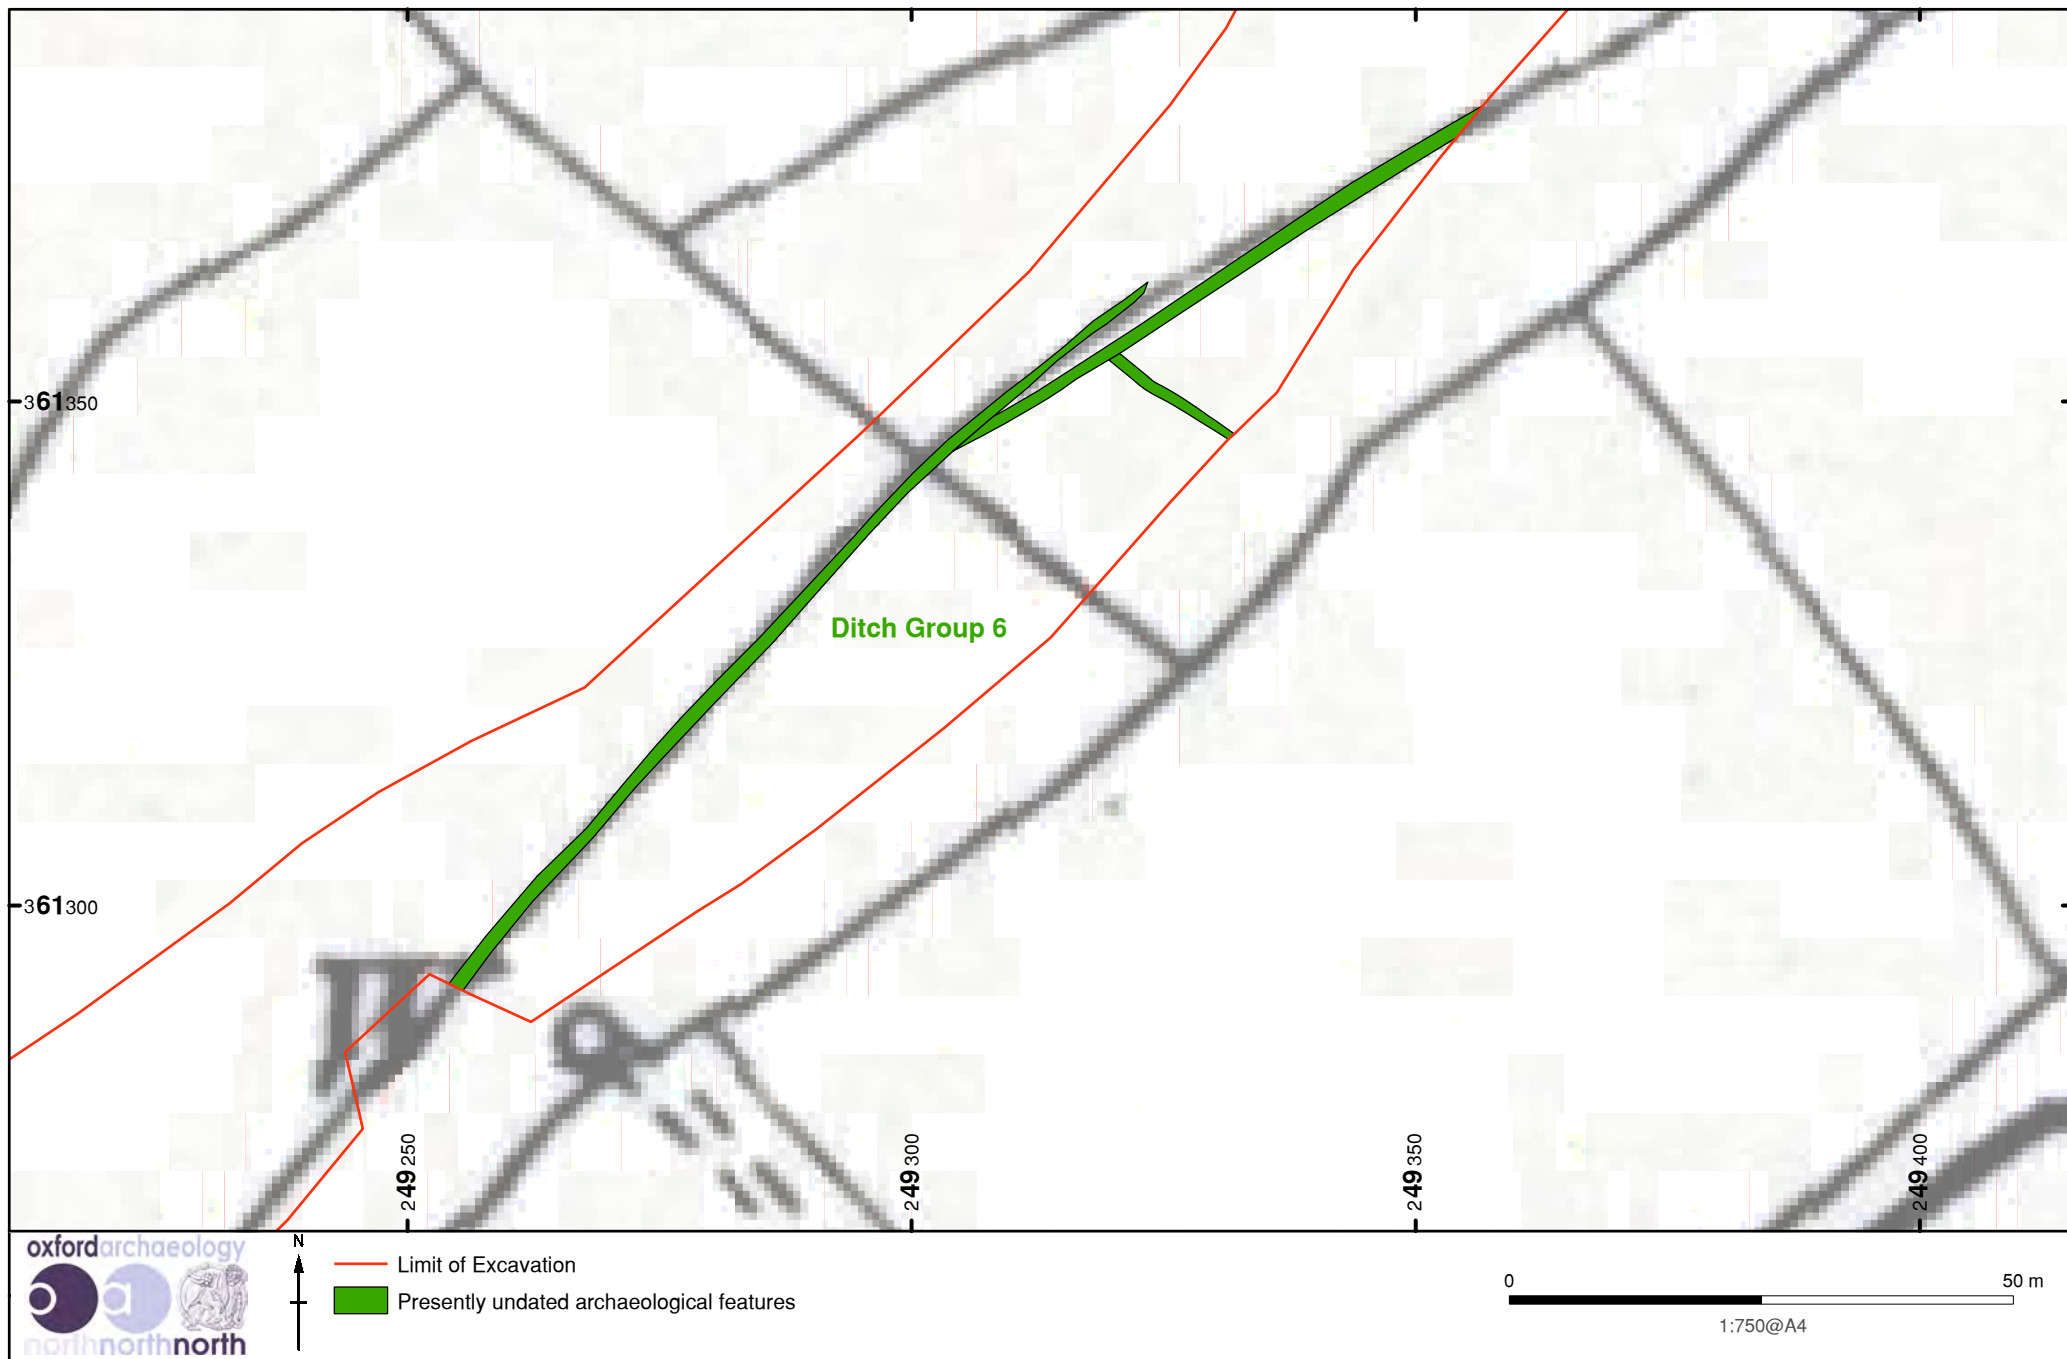 361350
Ditch Group 6
361300
249250
249300
249350
249400
oxfordarchaeology
northnorthnorth
N
Limit of Excavation
Presently undated archaeological features
0 50 m
1:750@A4